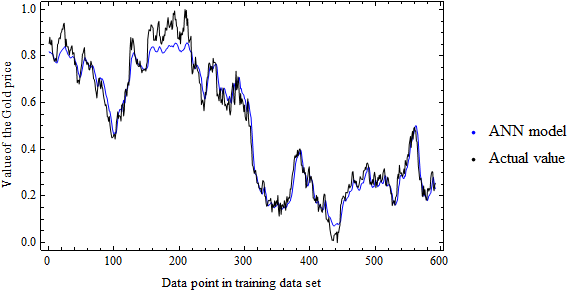 1.0
0.8
0.6
0.4
0.2
0.0
Value of the Gold price
0 100 200 300 400 500 600
Data point in training data set
ANN model
Actual value